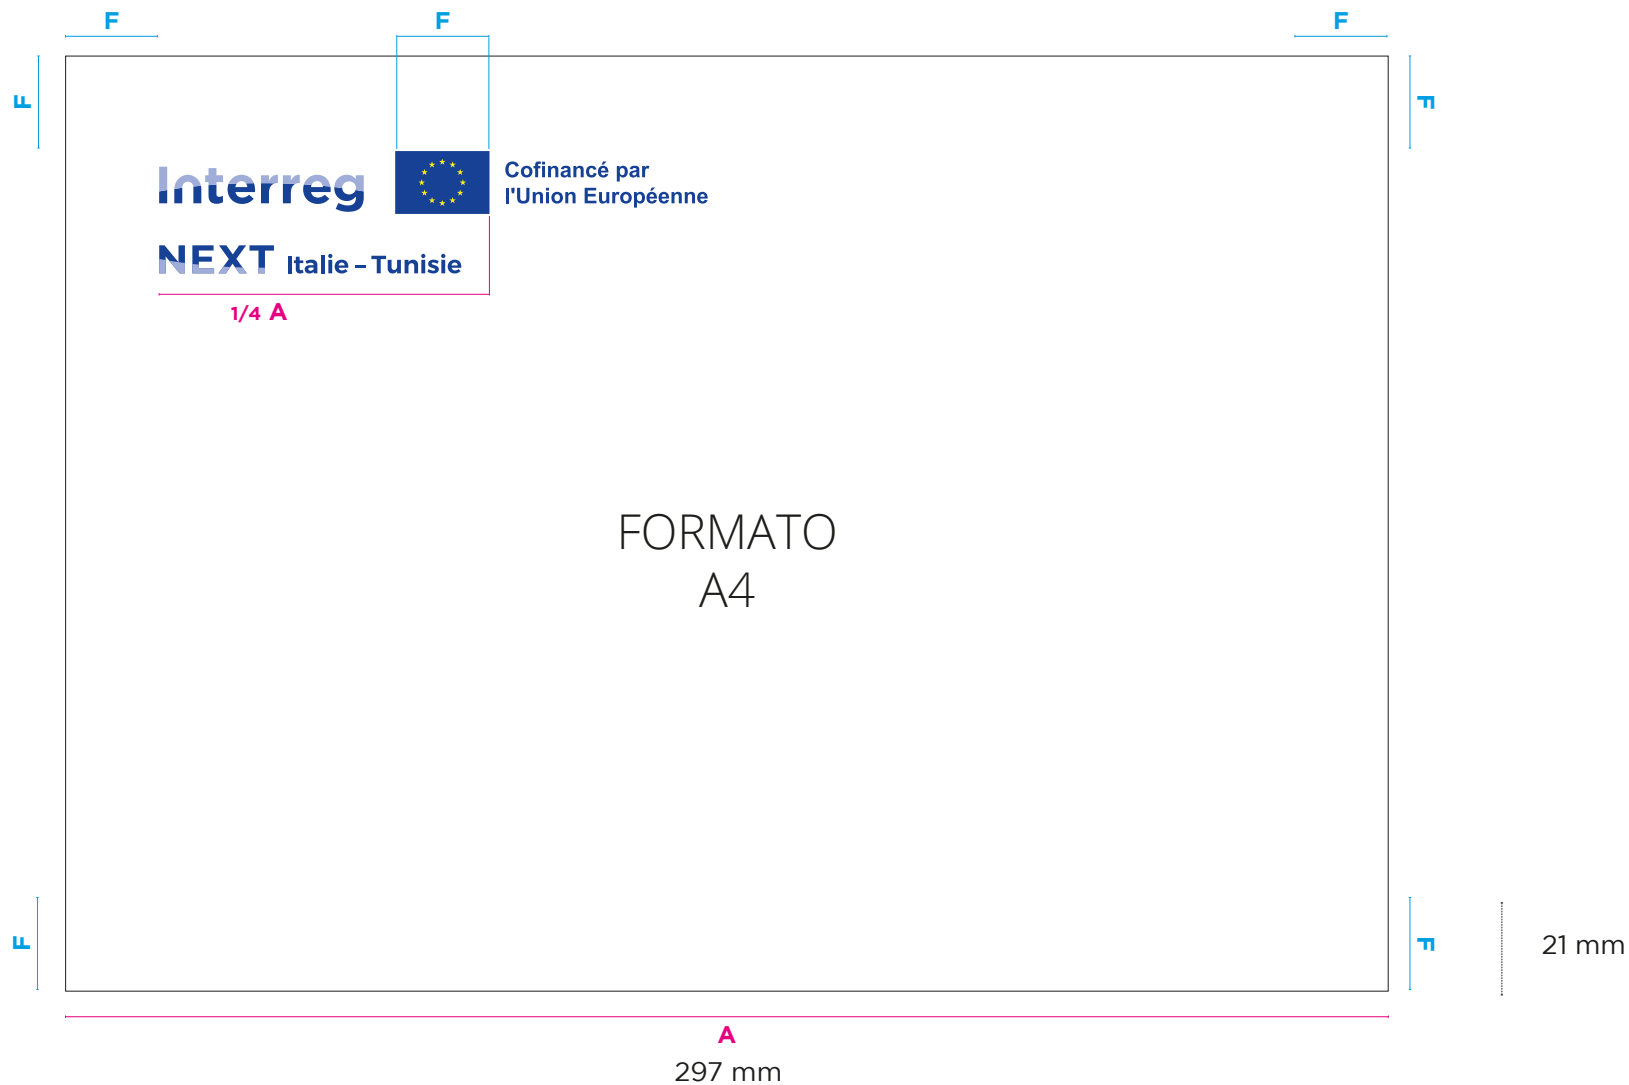 F
F
F
F
F
Interreg
Cofinancé par
l'Union Européenne
NEXT Italie – Tunisie
1/4 A
FORMATO
A4
F
F
21 mm
A
297 mm